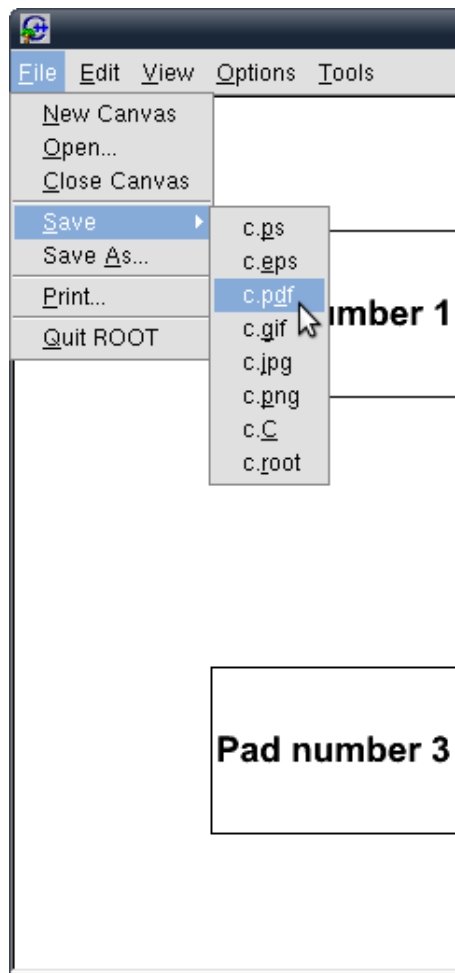 File Edit View Options Tools
New Canvas
Open...
Close Canvas
Save
Save As...
Print...
Quit ROOT
c.ps
c.eps
c.pdf
c.gif
c.jpg
c.png
c.C
c.root
umber 1
Pad number 3